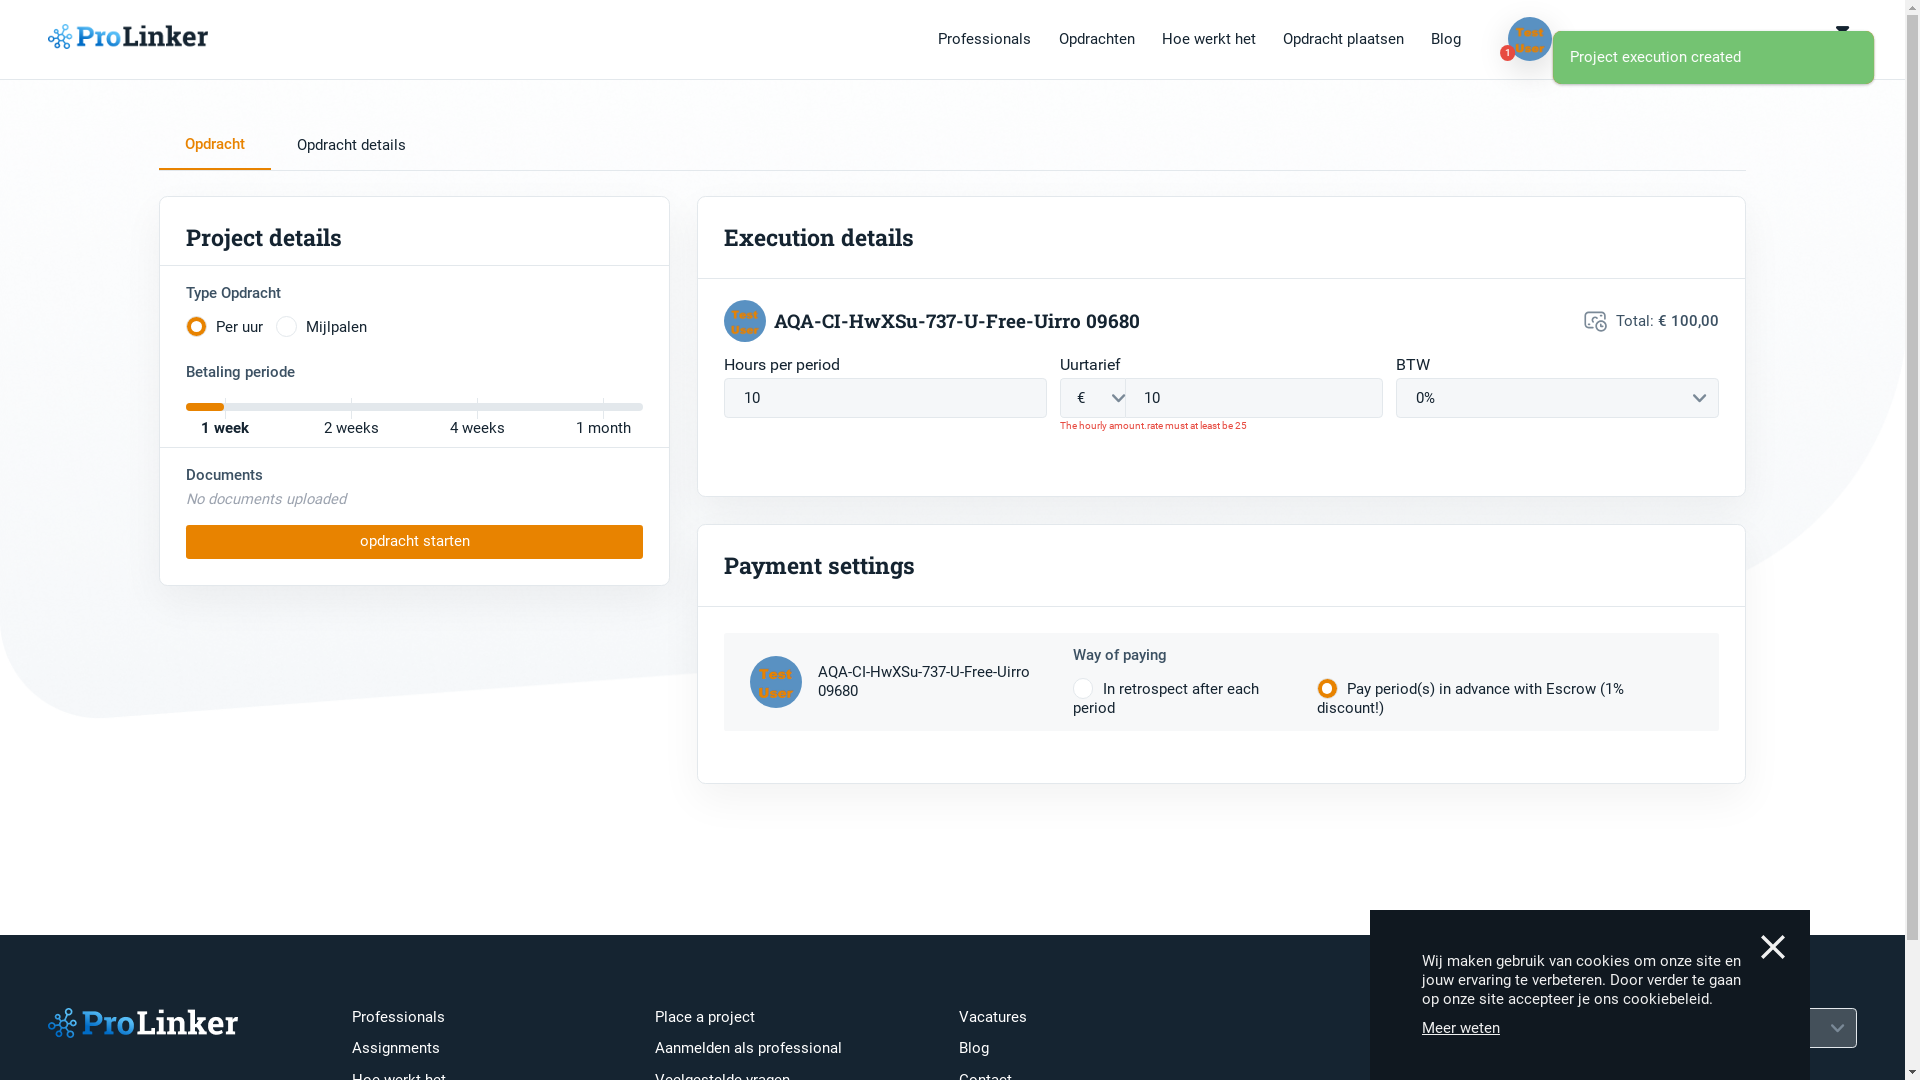 ProLinker
Professionals
Opdrachten
Hoe werkt het
Opdracht plaatsen
Blog
Test User
1
Project execution created
Opdracht
Opdracht details
Project details
Type Opdracht
Per uur
Mijlpalen
Betaling periode
1 week
2 weeks
4 weeks
1 month
Documents
No documents uploaded
opdracht starten
Execution details
Test User
AQA-CI-HwXSu-737-U-Free-Uirro 09680
Total: € 100,00
Hours per period
Uurtarief
BTW
10
€
10
0%
The hourly amount.rate must at least be 25
Payment settings
Test
User
AQA-CI-HwXSu-737-U-Free-Uirro
09680
Way of paying
In retrospect after each
period
Pay period(s) in advance with Escrow (1%
discount!)
Wij maken gebruik van cookies om onze site en
jouw ervaring te verbeteren. Door verder te gaan
op onze site accepteer je ons cookiebeleid.
Meer weten
ProLinker
Professionals
Assignments
Hoe werkt het
Place a project
Aanmelden als professional
Veelgestelde vragen
Vacatures
Blog
Contact